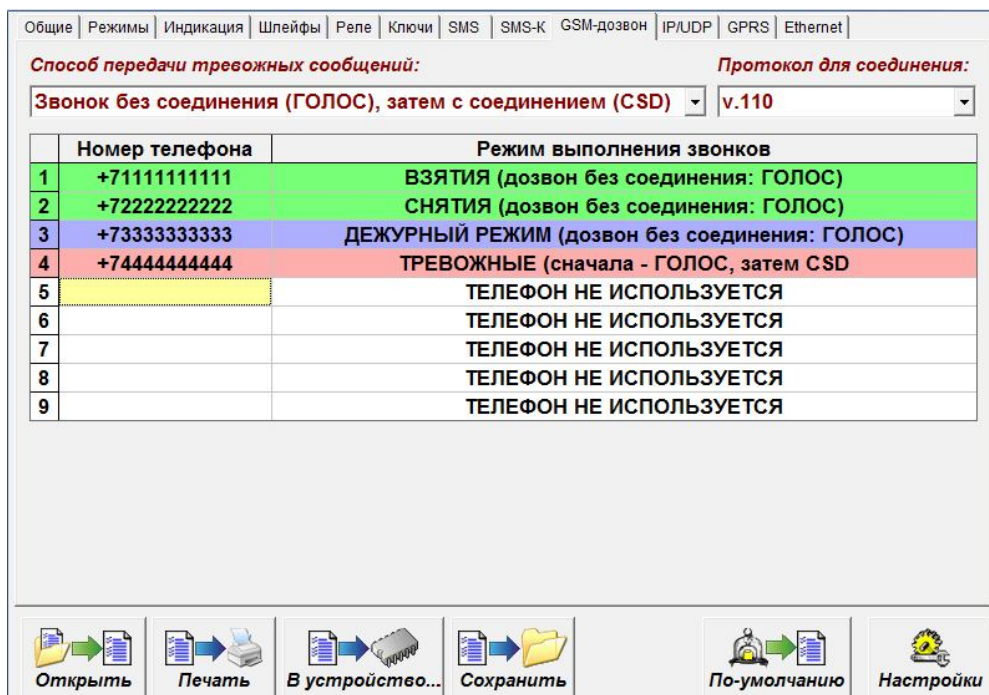 Общие Режимы Индикация Шлейфы Реле Ключи SMS SMS-К GSM-дозвон IP/UDP GPRS Ethernet
Способ передачи тревожных сообщений: Протокол для соединения:
Звонок без соединения (ГОЛОС), затем с соединением (CSD) v.110
Номер телефона Режим выполнения звонков
1 +71111111111 ВЗЯТИЯ (дозвон без соединения: ГОЛОС)
2 +72222222222 СНЯТИЯ (дозвон без соединения: ГОЛОС)
3 +73333333333 ДЕЖУРНЫЙ РЕЖИМ (дозвон без соединения: ГОЛОС)
4 +74444444444 ТРЕВОЖНЫЕ (сначала - ГОЛОС, затем CSD
5 ТЕЛЕФОН НЕ ИСПОЛЬЗУЕТСЯ
6 ТЕЛЕФОН НЕ ИСПОЛЬЗУЕТСЯ
7 ТЕЛЕФОН НЕ ИСПОЛЬЗУЕТСЯ
8 ТЕЛЕФОН НЕ ИСПОЛЬЗУЕТСЯ
9 ТЕЛЕФОН НЕ ИСПОЛЬЗУЕТСЯ
Открыть Печать В устройство... Сохранить По-умолчанию Настройки